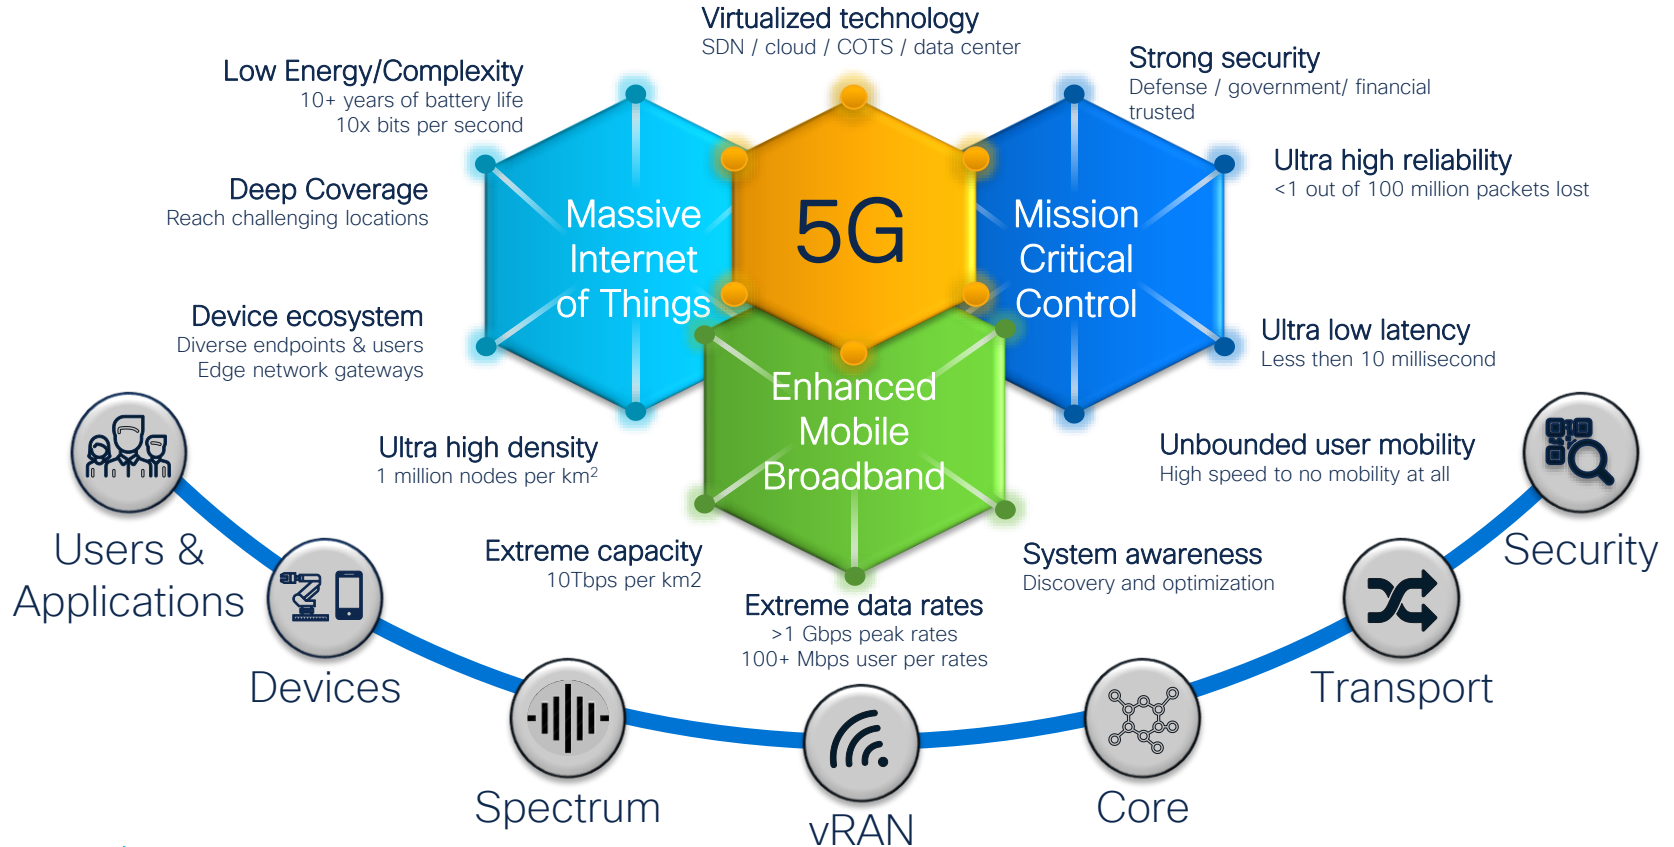 Virtualized technology
SDN / cloud / COTS / data center
Low Energy/Complexity
10+ years of battery life
10x bits per second
Strong security
Defense / government/ financial
trusted
Deep Coverage
Reach challenging locations
Ultra high reliability
<1 out of 100 million packets lost
Massive
Internet
of Things
5G
Mission
Critical
Control
Device ecosystem
Diverse endpoints & users
Edge network gateways
Ultra low latency
Less then 10 millisecond
Enhanced
Mobile
Broadband
Ultra high density
1 million nodes per km²
Unbounded user mobility
High speed to no mobility at all
Extreme capacity
10Tbps per km2
System awareness
Discovery and optimization
Extreme data rates
>1 Gbps peak rates
100+ Mbps user per rates
Users &
Applications
Devices
Spectrum
vRAN
Core
Transport
Security